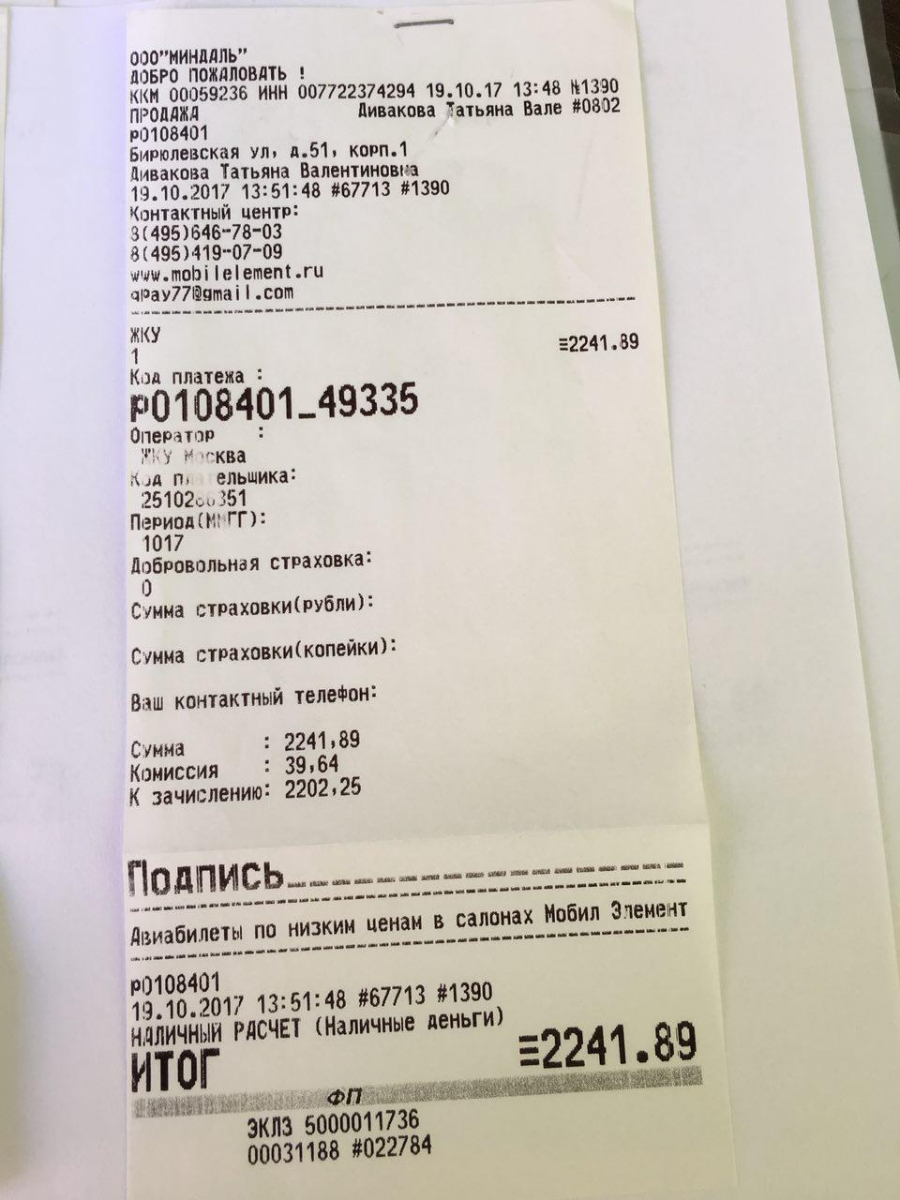 ООО"МИНДАЛЬ"
ДОБРО ПОЖАЛОВАТЬ !
ККМ 00059236 ИНН 007722374294 19.10.17 13:48 №1390
ПРОДАЖА Дивакова Татьяна Вале #0802
р0108401
Бирюлевская ул, д.51, корп.1
Дивакова Татьяна Валентиновна
19.10.2017 13:51:48 #67713 #1390
Контактный центр:
8(495)646-78-03
8(495)419-07-09
www.mobilelement.ru
qpay77@gmail.com
ЖКУ
1 ≡2241.89
Код платежа :
р0108401_49335
Оператор :
ЖКУ Москва
Код плательщика:
Период(ММГГ):
1017
Добровольная страховка:
0
Сумма страховки(рубли):
Сумма страховки(копейки):
Ваш контактный телефон:
Сумма : 2241,89
Комиссия : 39,64
К зачислению: 2202,25
Подпись
Авиабилеты по низким ценам в салонах Мобил Элемент
р0108401
19.10.2017 13:51:48 #67713 #1390
НАЛИЧНЫЙ РАСЧЕТ (Наличные деньги)
ИТОГ ≡2241.89
ФП
ЭКЛЗ 5000011736
00031188 #022784